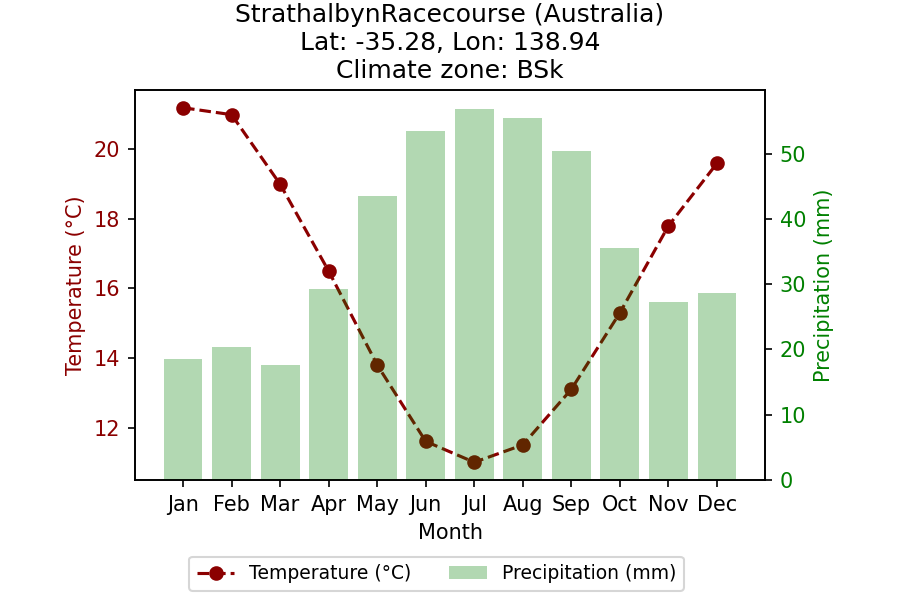 StrathalbynRacecourse (Australia)
Lat: -35.28, Lon: 138.94
Climate zone: BSk
Temperature (°C)
20
18
16
14
12
Precipitation (mm)
50
40
30
20
10
0
Jan Feb Mar Apr May Jun Jul Aug Sep Oct Nov Dec
Month
Temperature (°C) Precipitation (mm)